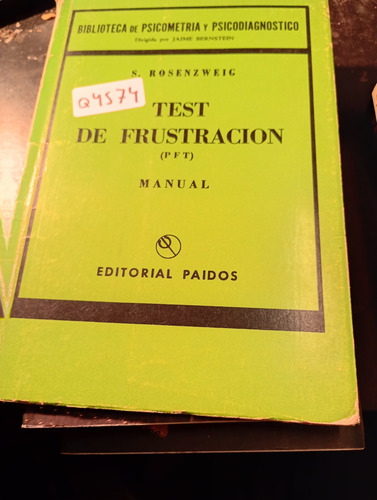 BIBLIOTECA DE PSICOMETRIA Y PSICODIAGNOSTICO
Dirigida por JAIME BERNSTEIN
S. ROSENZWEIG
Q4574
TEST
DE FRUSTRACION
(PFT)
MANUAL
EDITORIAL PAIDOS